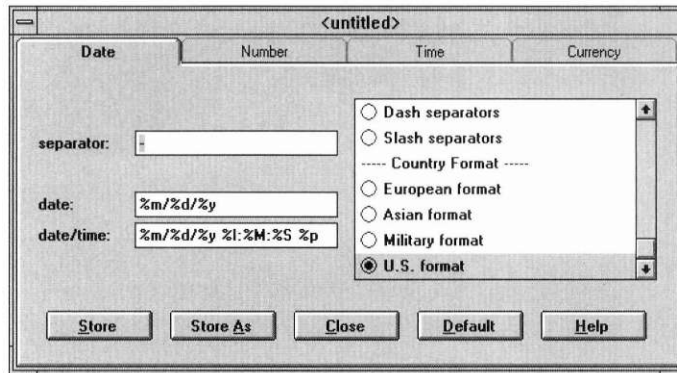 <untitled>
Date Number Time Currency
separator: -
date: %m/%d/%y
date/time: %m/%d/%y %I:%M:%S %p
Dash separators
Slash separators
----- Country Format -----
European format
Asian format
Military format
U.S. format
Store Store As Close Default Help